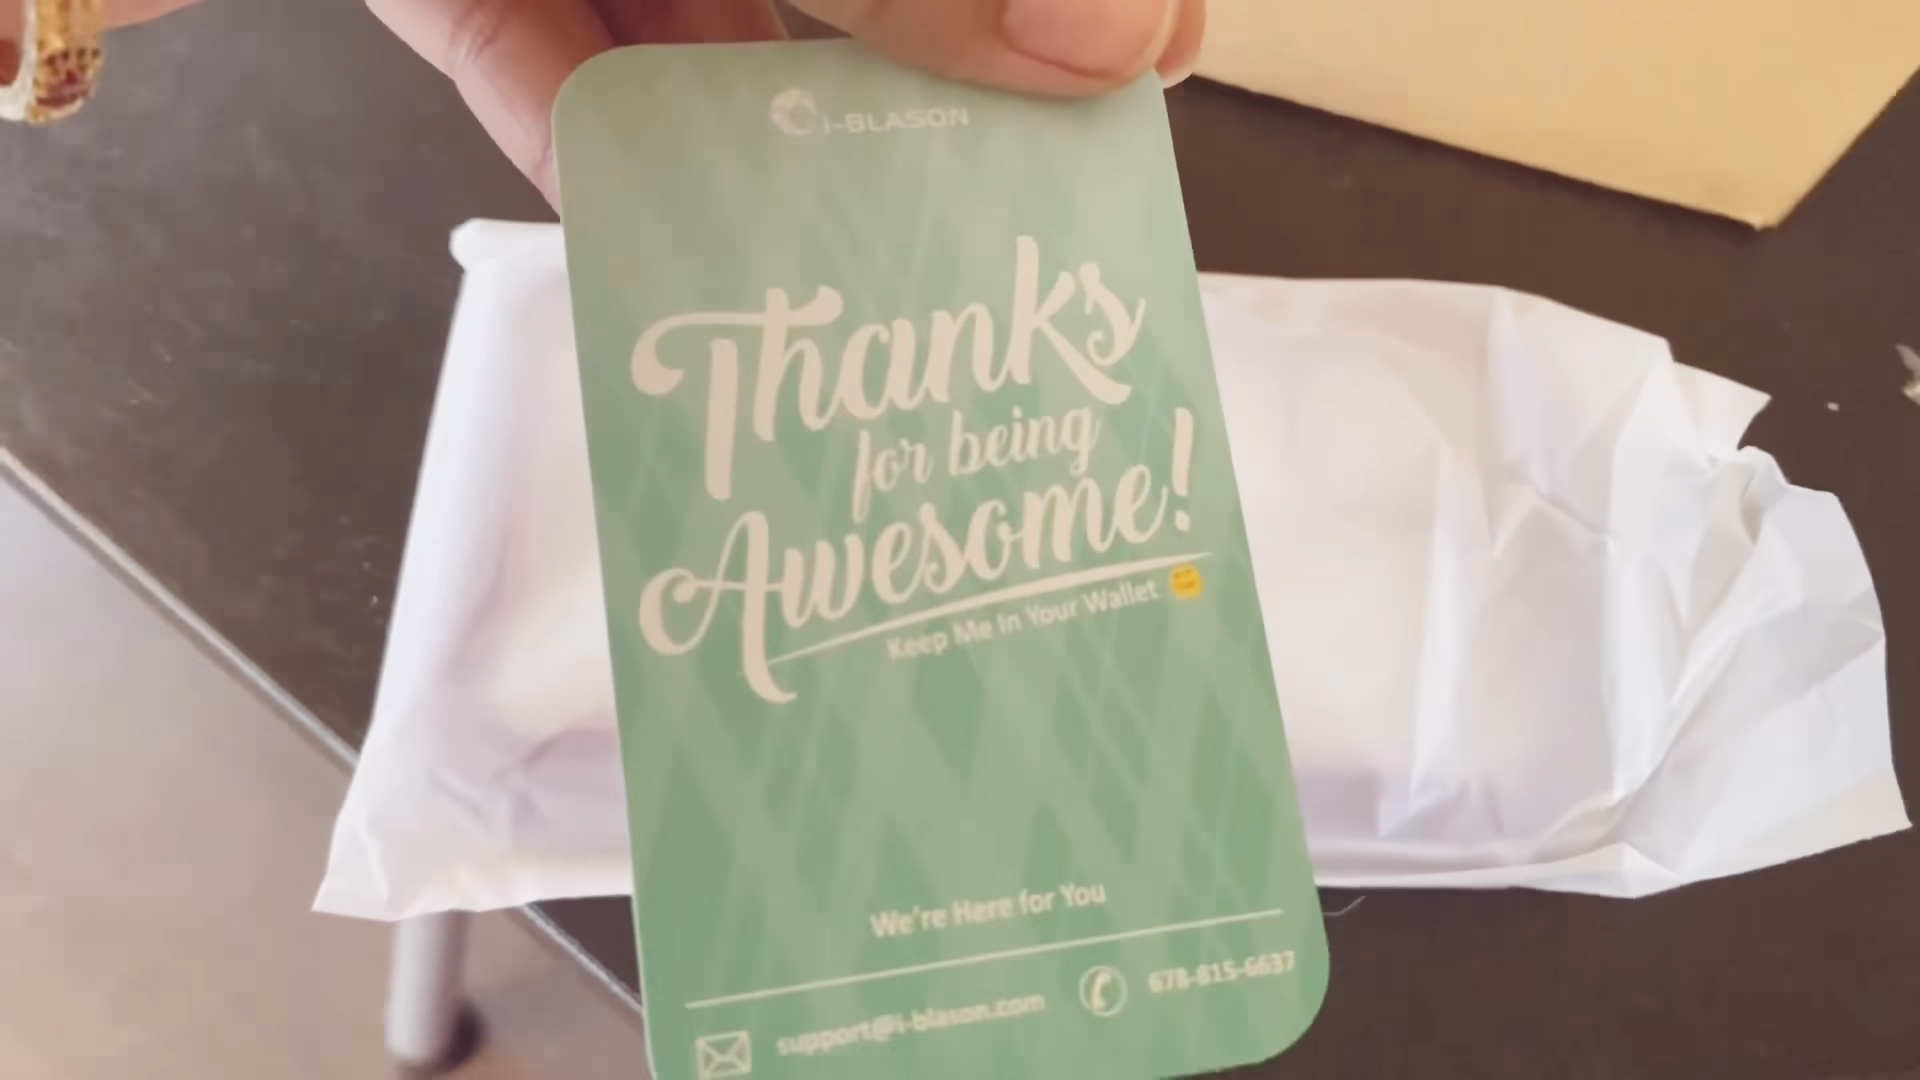 i-BLASON
Thanks
for being
Awesome!
Keep Me In Your Wallet
We're Here for You
support@i-blason.com 678-815-6637